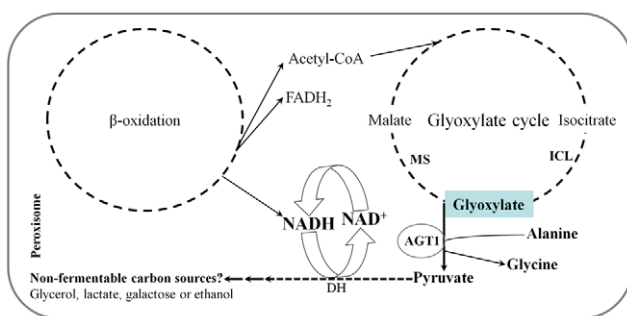 Acetyl-CoA
FADH₂
β-oxidation
Malate
Glyoxylate cycle
Isocitrate
MS
ICL
Glyoxylate
NADH
NAD⁺
AGT1
Alanine
Glycine
Pyruvate
DH
Peroxisome
Non-fermentable carbon sources?
Glycerol, lactate, galactose or ethanol